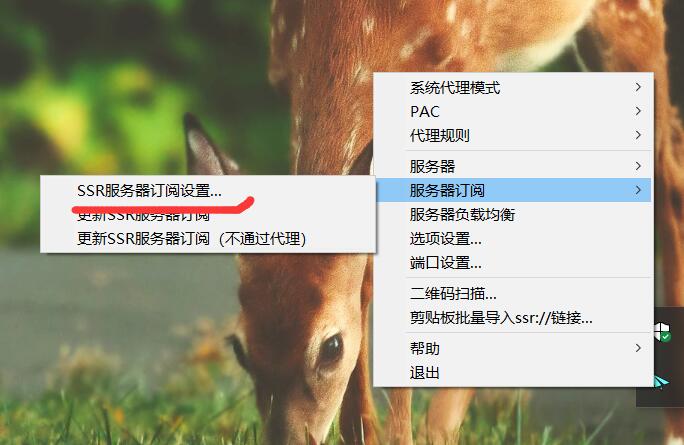 系统代理模式
PAC
代理规则
服务器
服务器订阅
服务器负载均衡
选项设置...
端口设置...
二维码扫描...
剪贴板批量导入ssr://链接...
帮助
退出
SSR服务器订阅设置...
更新SSR服务器订阅
更新SSR服务器订阅（不通过代理）